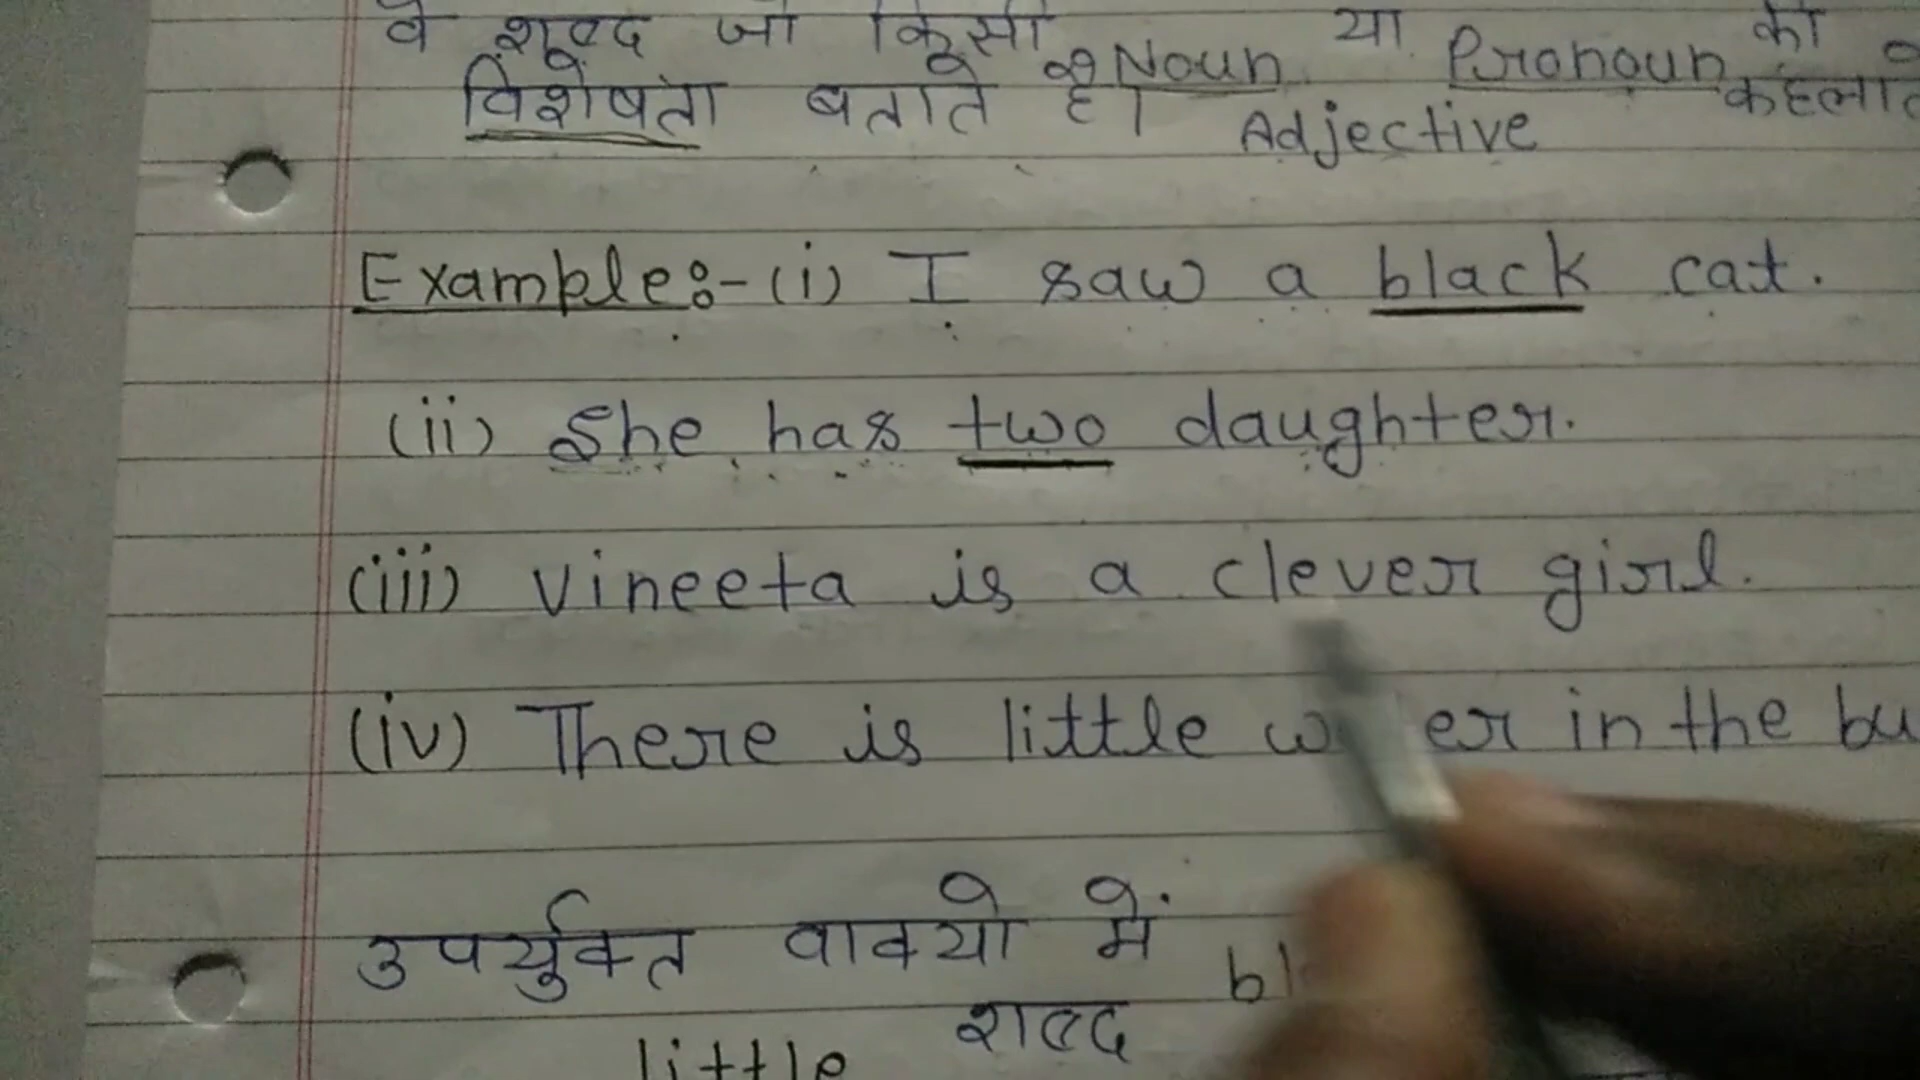 वे शब्द जो किसी Noun या Pronoun की
विशेषता बताते है। Adjective
Example:-(i) I saw a black cat.
(ii) She has two daughter.
(iii) Vineeta is a clever girl.
(iv) There is little in the
उपर्युक्त वाक्यो में
little शब्द